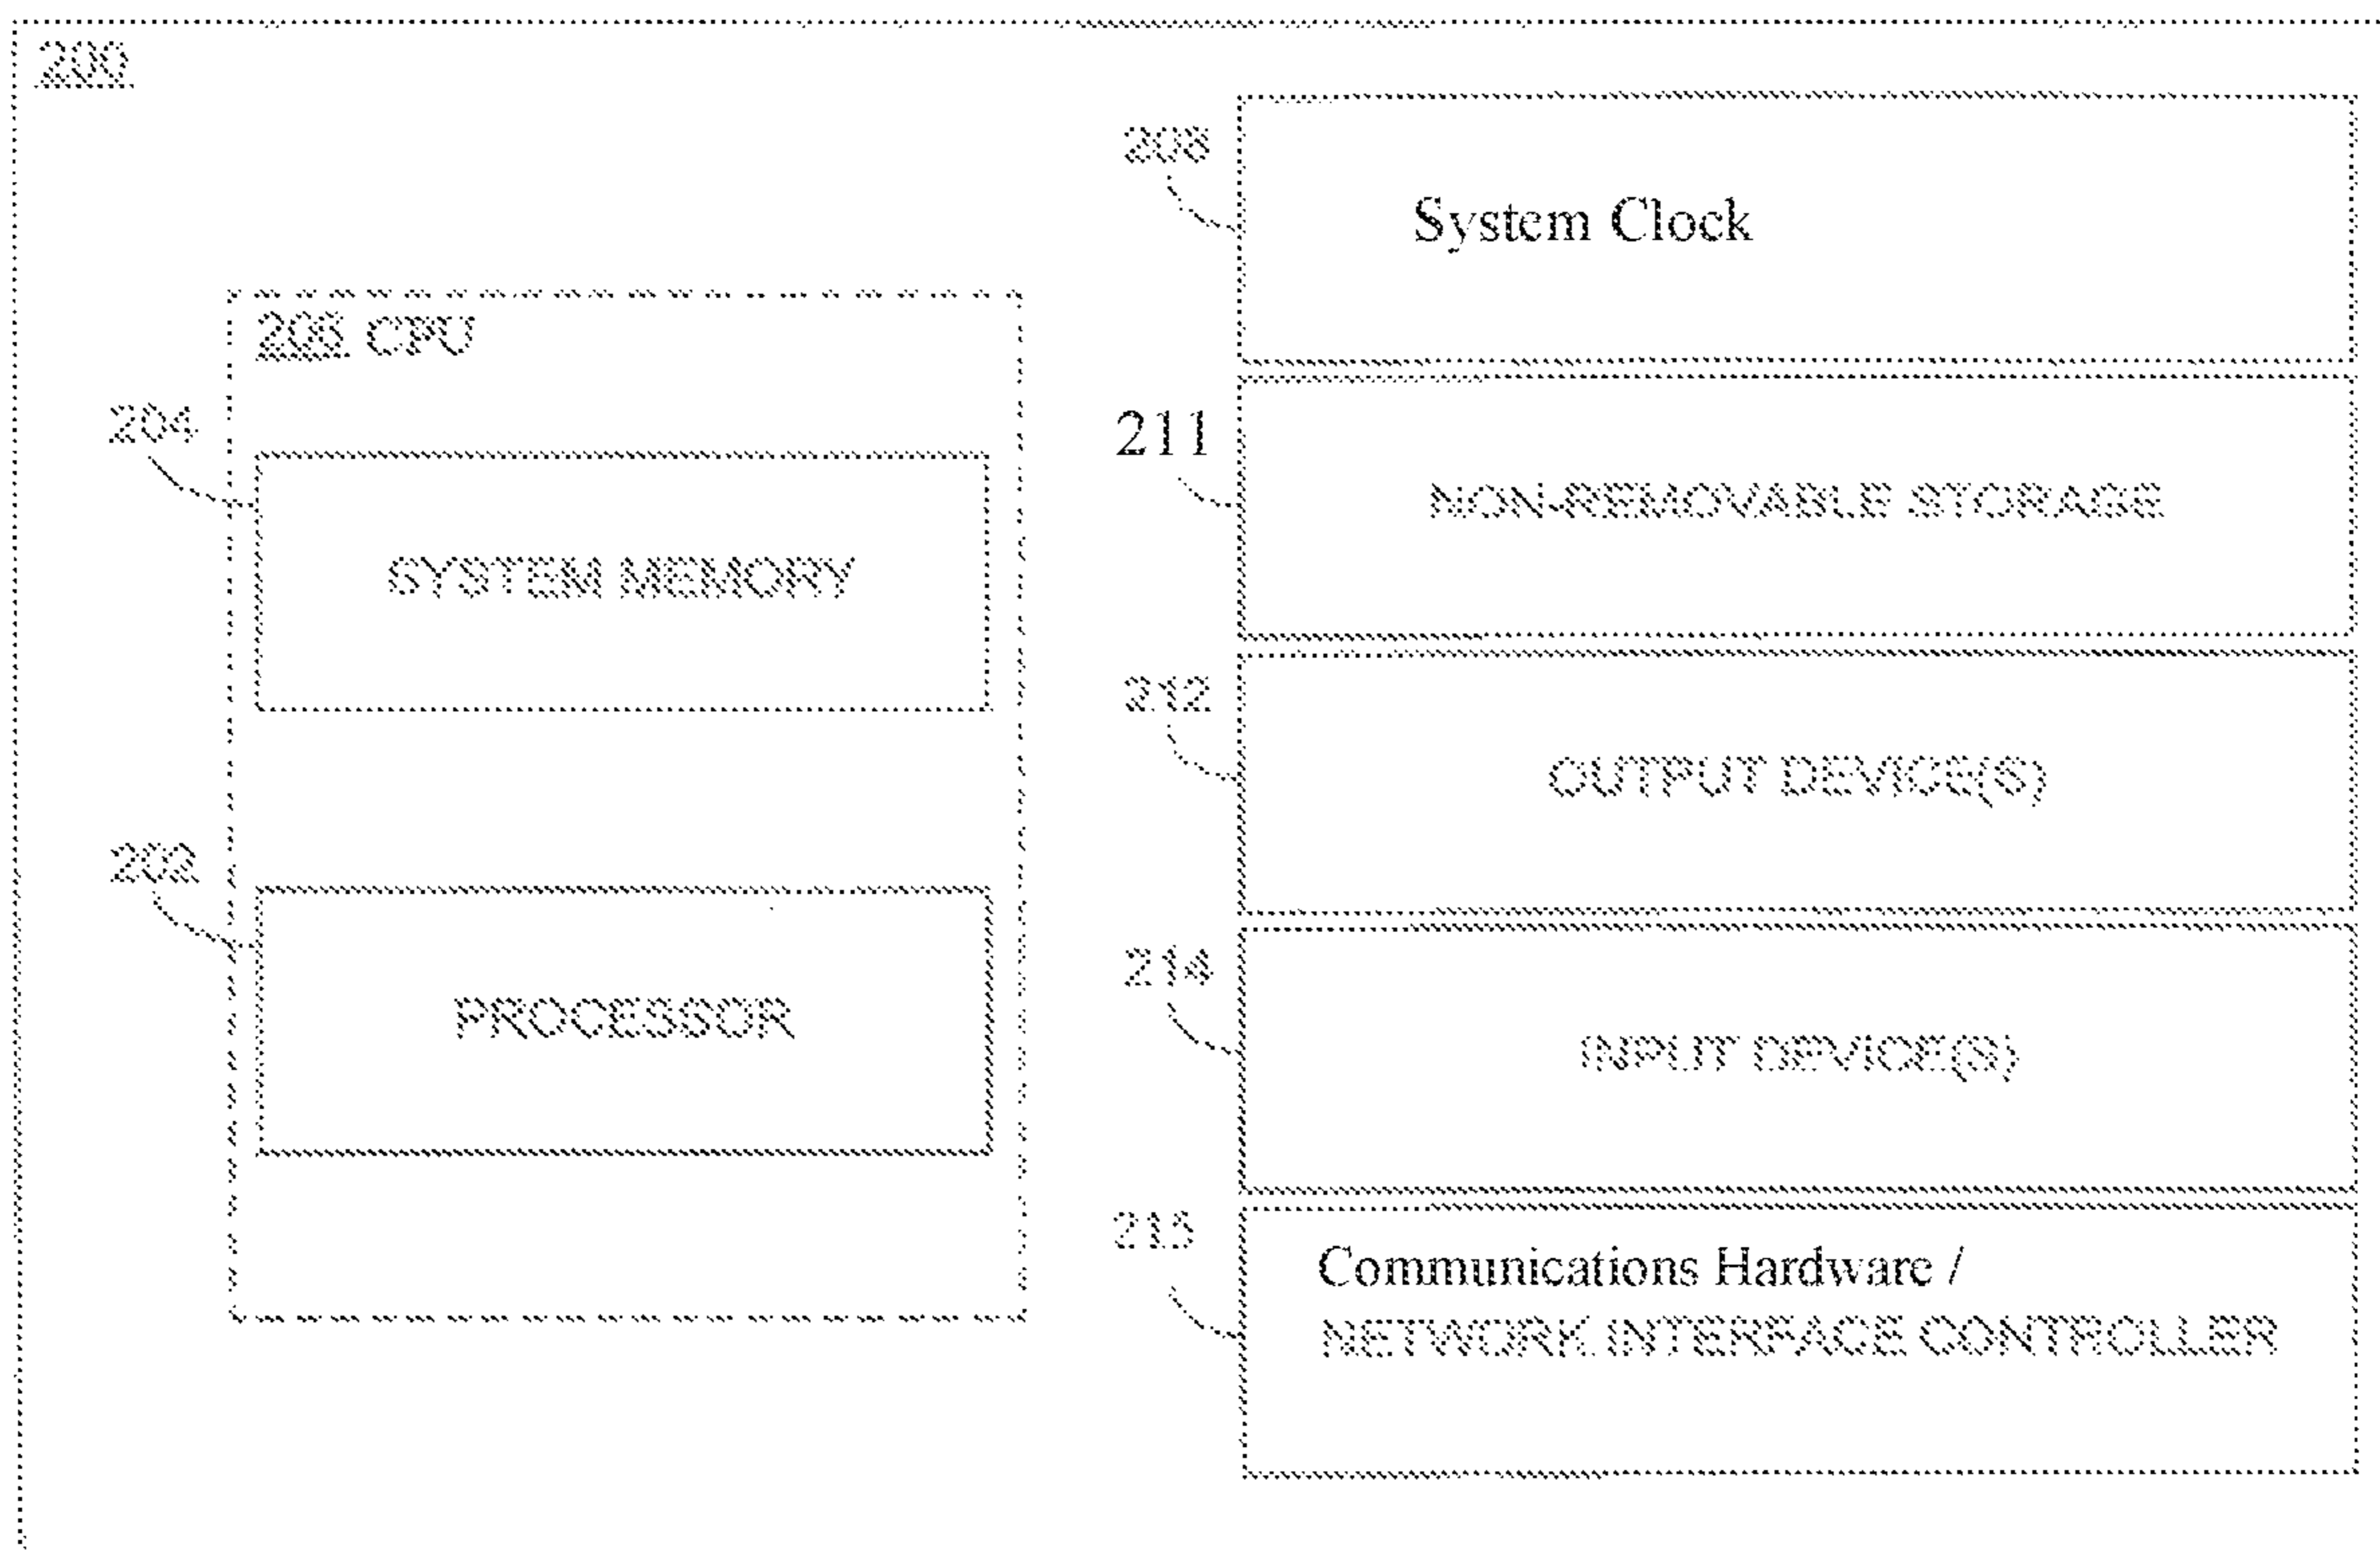 200
208
System Clock
206 CPU
204
SYSTEM MEMORY
211
NON-REMOVABLE STORAGE
212
OUTPUT DEVICE(S)
202
PROCESSOR
214
INPUT DEVICE(S)
215
Communications Hardware /
NETWORK INTERFACE CONTROLLER